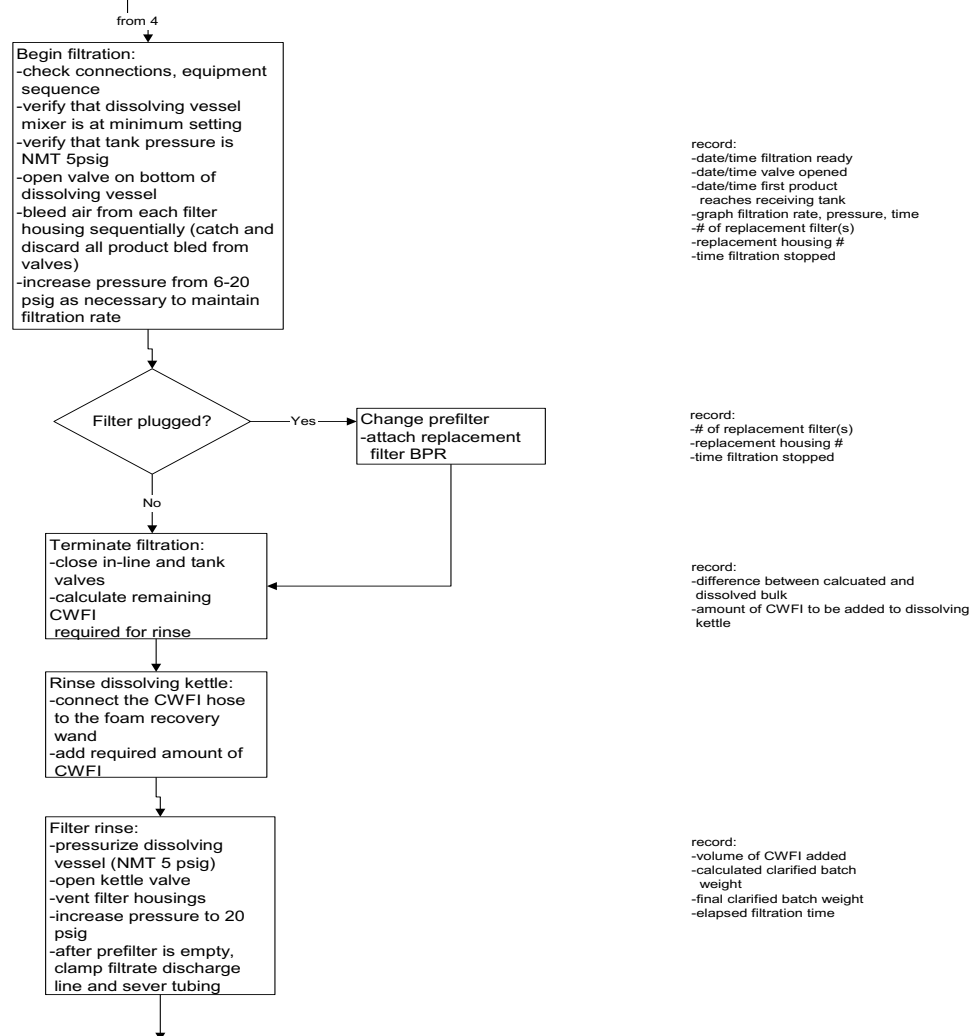 from 4
Begin filtration:
-check connections, equipment
sequence
-verify that dissolving vessel
mixer is at minimum setting
-verify that tank pressure is
NMT 5psig
-open valve on bottom of
dissolving vessel
-bleed air from each filter
housing sequentially (catch and
discard all product bled from
valves)
-increase pressure from 6-20
psig as necessary to maintain
filtration rate
record:
-date/time filtration ready
-date/time valve opened
-date/time first product
reaches receiving tank
-graph filtration rate, pressure, time
-# of replacement filter(s)
-replacement housing #
-time filtration stopped
Filter plugged?
Yes
Change prefilter
-attach replacement
filter BPR
record:
-# of replacement filter(s)
-replacement housing #
-time filtration stopped
No
Terminate filtration:
-close in-line and tank
valves
-calculate remaining
CWFI
required for rinse
record:
-difference between calcuated and
dissolved bulk
-amount of CWFI to be added to dissolving
kettle
Rinse dissolving kettle:
-connect the CWFI hose
to the foam recovery
wand
-add required amount of
CWFI
Filter rinse:
-pressurize dissolving
vessel (NMT 5 psig)
-open kettle valve
-vent filter housings
-increase pressure to 20
psig
-after prefilter is empty,
clamp filtrate discharge
line and sever tubing
record:
-volume of CWFI added
-calculated clarified batch
weight
-final clarified batch weight
-elapsed filtration time